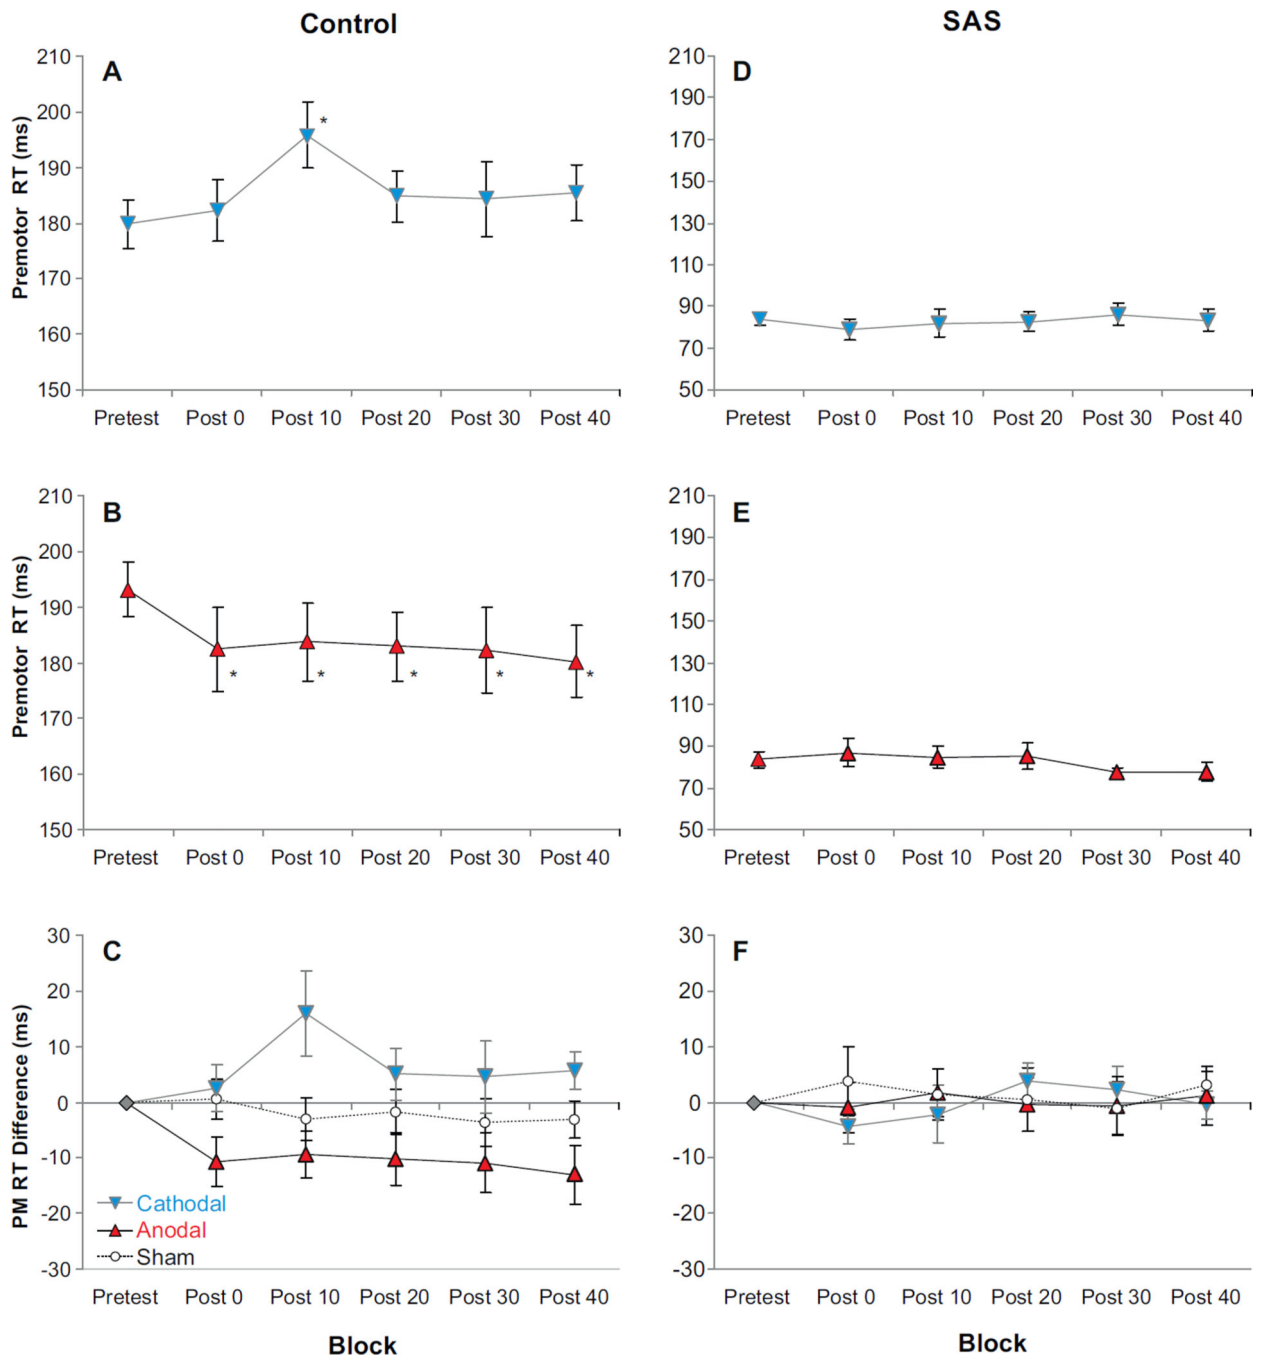 Control
SAS
A
Premotor RT (ms)
210
200
190
180
170
160
150
*
Pretest Post 0 Post 10 Post 20 Post 30 Post 40
D
210
190
170
150
130
110
90
70
50
Pretest Post 0 Post 10 Post 20 Post 30 Post 40
B
Premotor RT (ms)
210
200
190
180
170
160
150
* * * * *
Pretest Post 0 Post 10 Post 20 Post 30 Post 40
E
210
190
170
150
130
110
90
70
50
Pretest Post 0 Post 10 Post 20 Post 30 Post 40
C
PM RT Difference (ms)
30
20
10
0
-10
-20
-30
Cathodal
Anodal
Sham
Pretest Post 0 Post 10 Post 20 Post 30 Post 40
Block
F
30
20
10
0
-10
-20
-30
Pretest Post 0 Post 10 Post 20 Post 30 Post 40
Block